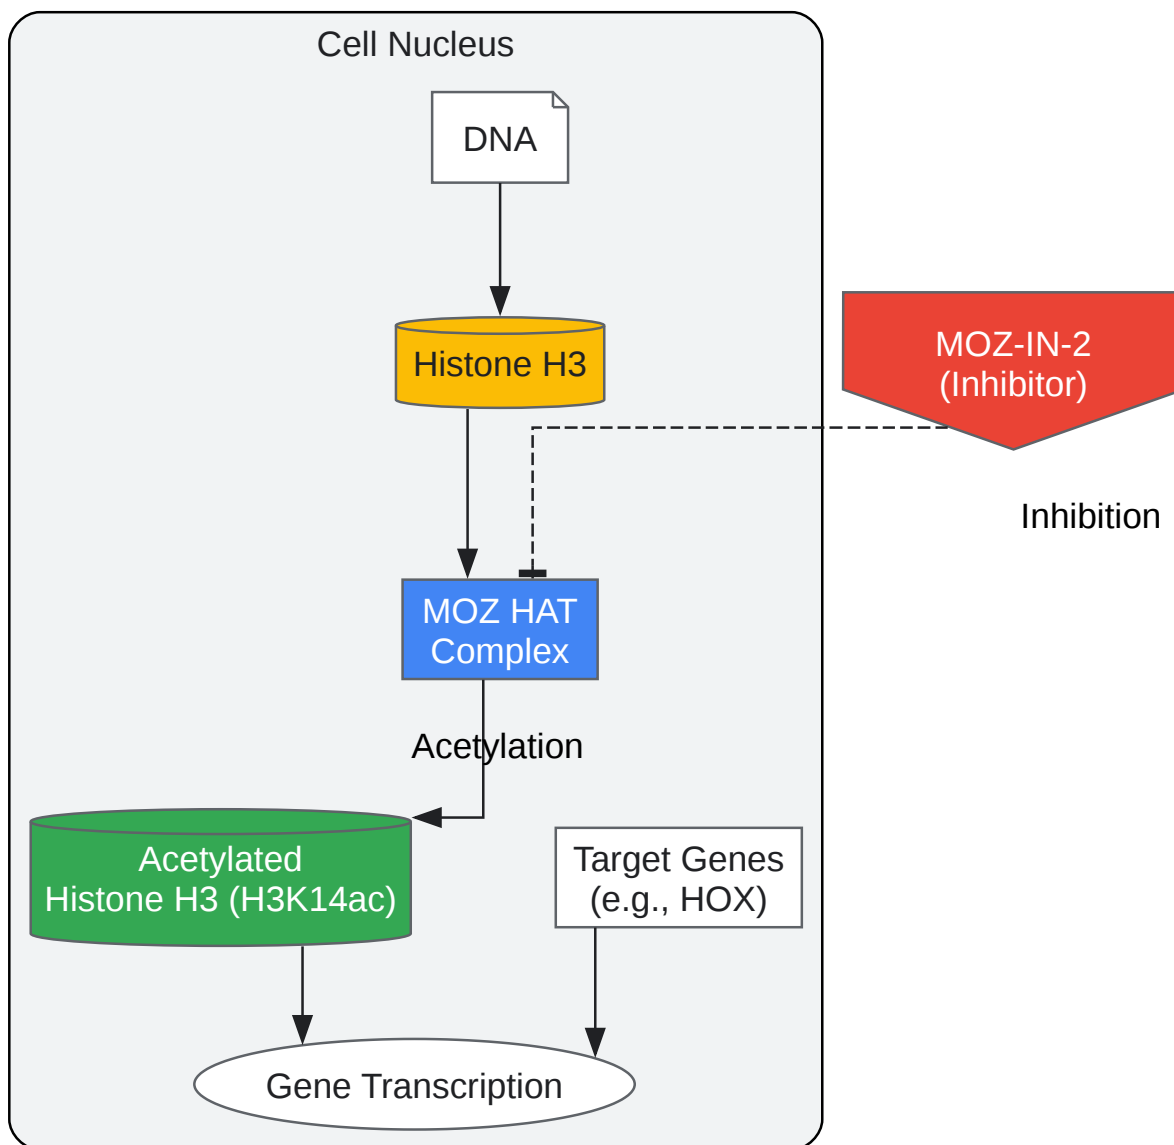 Cell Nucleus
DNA
Histone H3
MOZ-IN-2
(Inhibitor)
Inhibition
MOZ HAT
Complex
Acetylation
Acetylated
Histone H3 (H3K14ac)
Target Genes
(e.g., HOX)
Gene Transcription